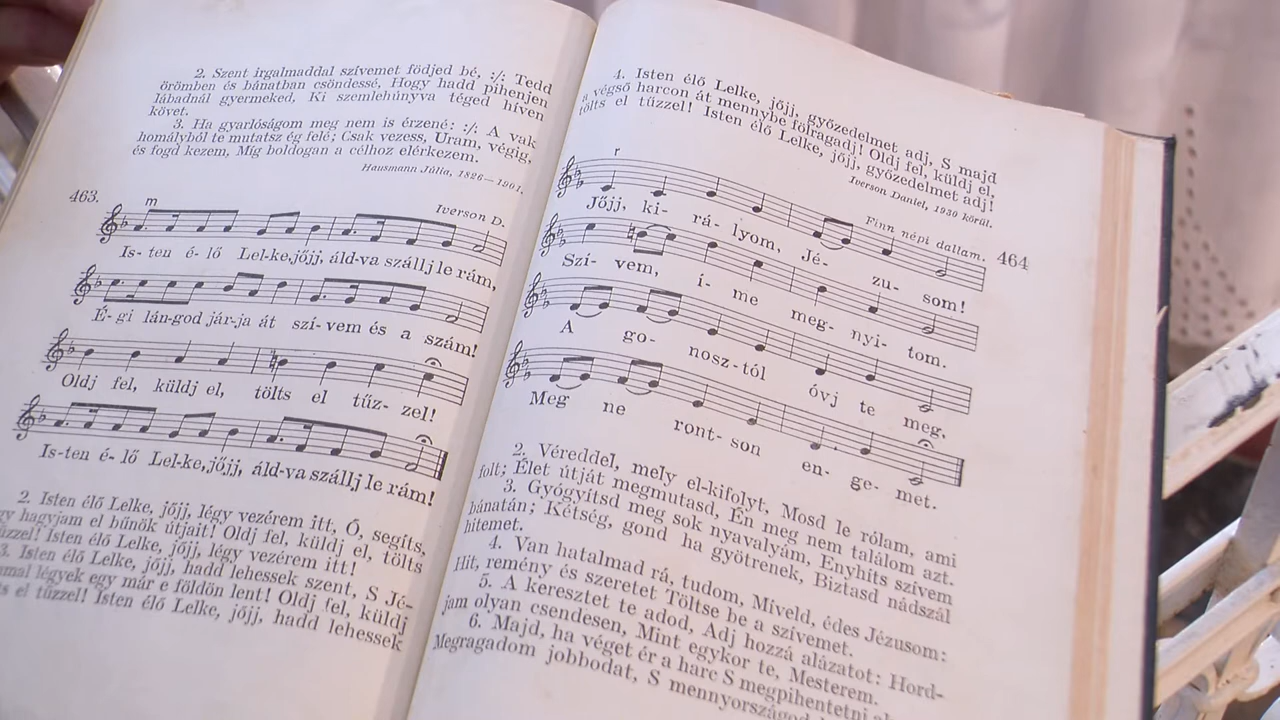 2. Szent irgalmaddal szívemet födjed bé, :/: Tedd
örömben és bánatban csöndessé, Hogy hadd pihenjen
lábadnál gyermeked, Ki szemlehúnyva téged híven
követ.
3. Ha gyarlóságom meg nem is érzené: :/: A vak
homályból te mutatsz ég felé; Csak vezess, Uram, végig,
és fogd kezem, Míg boldogan a célhoz elérkezem.
Hausmann Júlia, 1826—1901.
463.
m
Iverson D.
Is- ten é- lő Lel-ke, jőjj, áld-va szállj le rám,
É- gi lán-god jár-ja át szí-vem és a szám!
Oldj fel, küldj el, tölts el tűz- zel!
Is-ten é- lő Lel-ke, jőjj, áld-va szállj le rám!
2. Isten élő Lelke, jőjj, légy vezérem itt, Ó, segíts,
hagyjam el bűnök útjait! Oldj fel, küldj el, tölts
Isten élő Lelke, jőjj, légy vezérem itt!
3. Isten élő Lelke, jőjj, hadd lehessek szent, S Jé-
légyek egy már e földön lent! Oldj fel, küldj
el tűzzel! Isten élő Lelke, jőjj, hadd lehessek
4. Isten élő Lelke, jőjj, győzedelmet adj, S majd
a végső harcon át mennybe fölragadj! Oldj fel, küldj el,
tölts el tűzzel! Isten élő Lelke, jőjj, győzedelmet adj!
Iverson Daniel, 1930 körül.
r
Finn népi dallam.
464
Jőjj, ki- rá- lyom, Jé- zu- som!
Szí- vem, í- me meg- nyi- tom.
A go- nosz-tól óvj te meg,
Meg ne ront- son en- ge- met.
2. Véreddel, mely el-kifolyt, Mosd le rólam, ami
folt; Élet útját megmutasd, Én meg nem találom azt.
3. Gyógyítsd meg sok nyavalyám, Enyhíts szívem
bánatán; Kétség, gond ha gyötrenek, Biztasd nádszál
hitemet.
4. Van hatalmad rá, tudom, Míveld, édes Jézusom:
Hit, remény és szeretet Töltse be a szívemet.
5. A keresztet te adod, Adj hozzá alázatot: Hord-
jam olyan csendesen, Mint egykor te, Mesterem.
6. Majd, ha véget ér a harc S megpihentetni
Megragadom jobbodat, S mennyországod